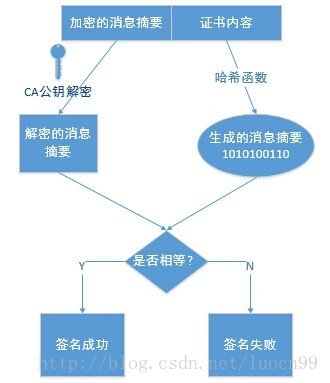 加密的消息摘要
证书内容
CA公钥解密
哈希函数
解密的消息
摘要
生成的消息摘要
1010100110
是否相等?
Y
N
签名成功
签名失败
http://blog.csdn.net/luocn99